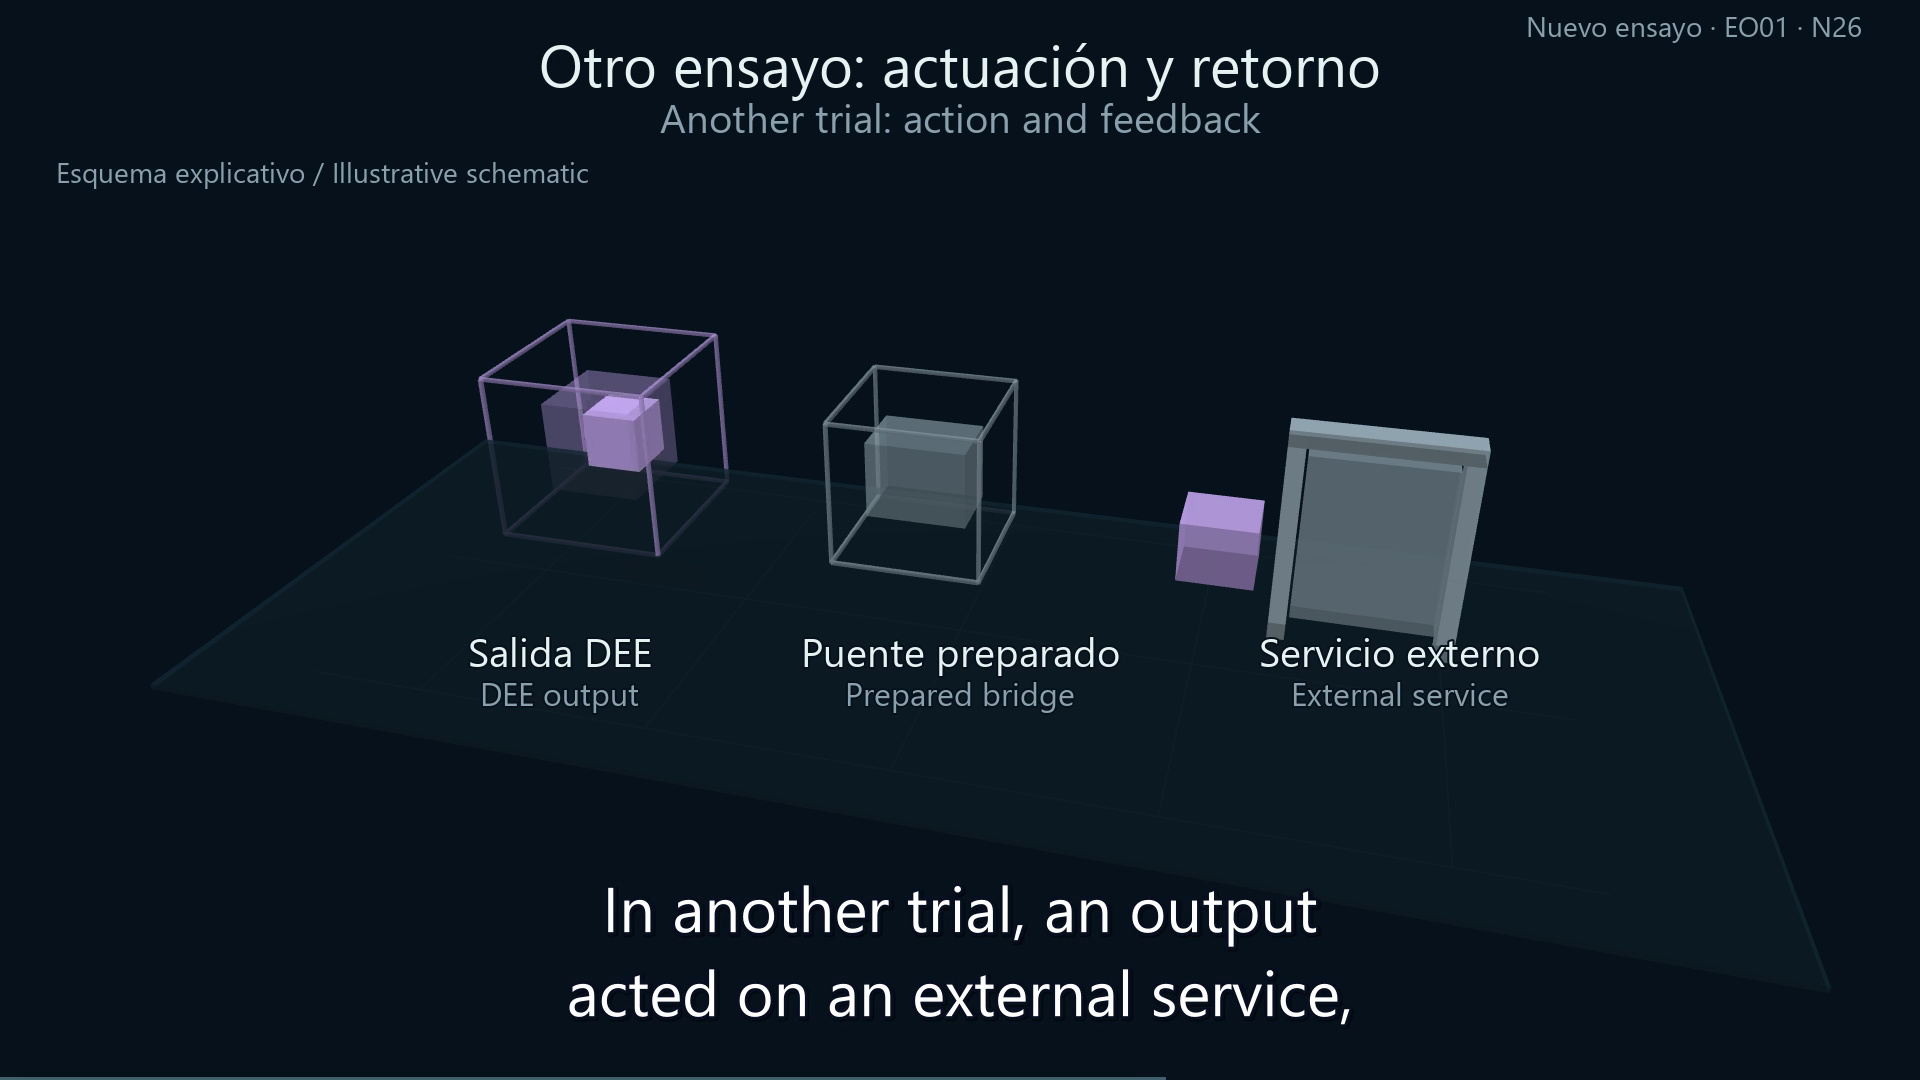 Nuevo ensayo · EO01 · N26
Otro ensayo: actuación y retorno
Another trial: action and feedback
Esquema explicativo / Illustrative schematic
Salida DEE
DEE output
Puente preparado
Prepared bridge
Servicio externo
External service
In another trial, an output
acted on an external service,